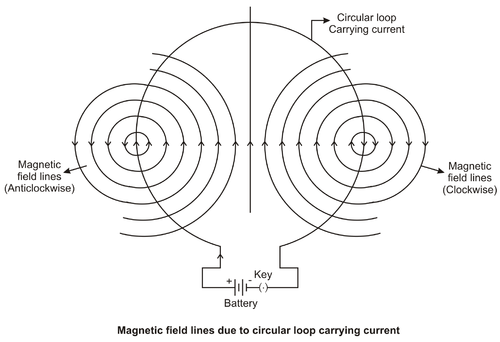 Circular loop
Carrying current
Magnetic
field lines
(Anticlockwise)
Magnetic
field lines
(Clockwise)
+
-
Key
(·)
Battery
Magnetic field lines due to circular loop carrying current